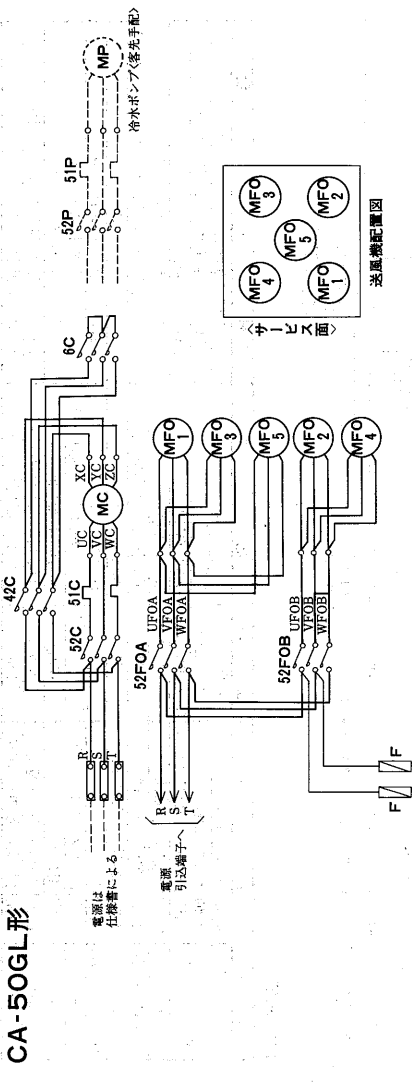 CA-50GL形
電源は
仕様書による
R
S
T
52C
51C
42C
UC
VC
WC
MC
XC
YC
ZC
6C
52P
51P
MP
冷水ポンプ〈客先手配〉
電源
引込端子へ
R
S
T
52FOA
UFOA
VFOA
WFOA
MFO
1
MFO
3
MFO
5
MFO
2
MFO
4
52FOB
UFOB
VFOB
WFOB
F
F
〈サービス面〉
MFO
4
MFO
3
MFO
5
MFO
1
MFO
2
送風機配置図